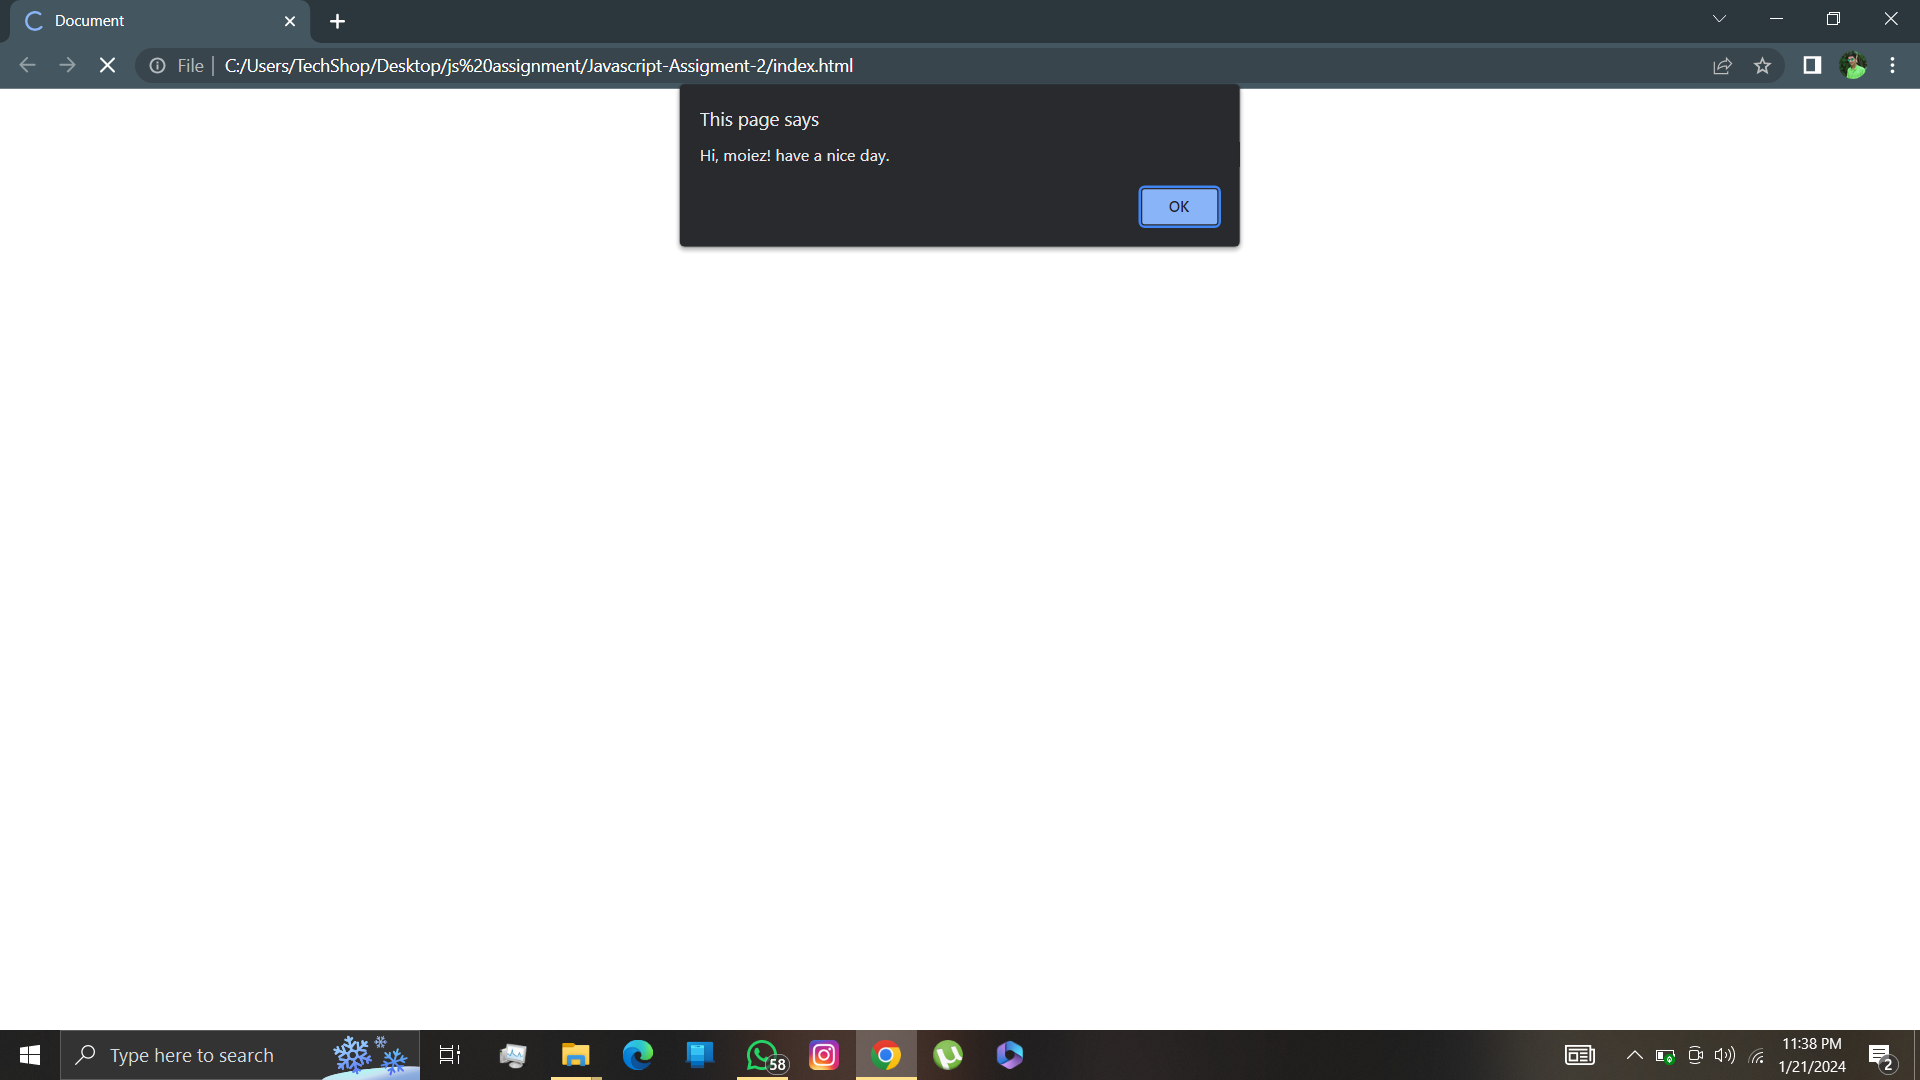 Document
File
C:/Users/TechShop/Desktop/js%20assignment/Javascript-Assigment-2/index.html
This page says
Hi, moiez! have a nice day.
OK
Type here to search
58
11:38 PM
1/21/2024
2